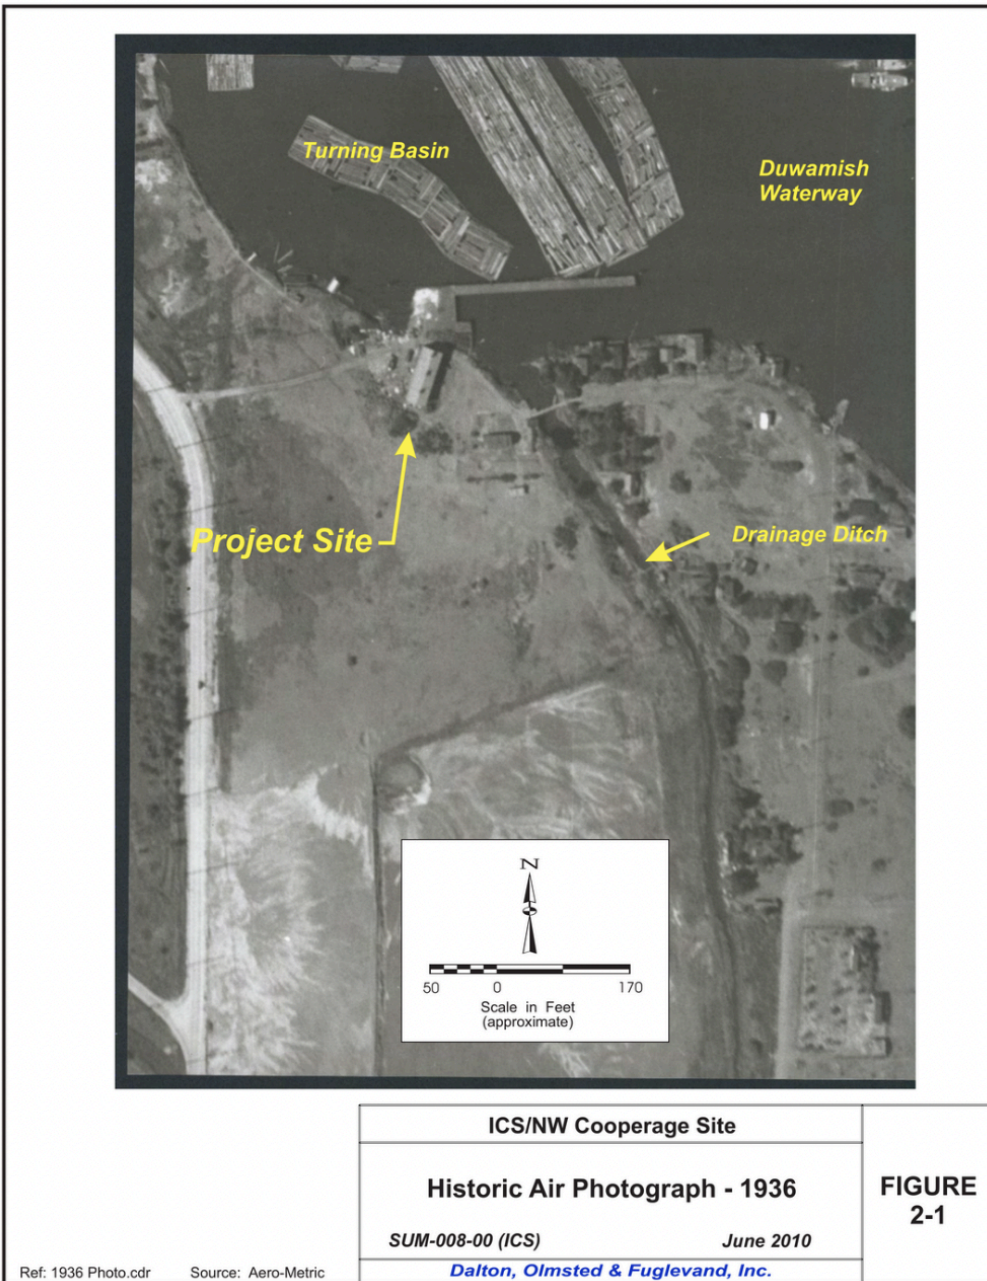 Turning Basin
Duwamish
Waterway
Project Site
Drainage Ditch
N
50 0 170
Scale in Feet
(approximate)
ICS/NW Cooperage Site
Historic Air Photograph - 1936
SUM-008-00 (ICS) June 2010
FIGURE
2-1
Ref: 1936 Photo.cdr Source: Aero-Metric
Dalton, Olmsted & Fuglevand, Inc.